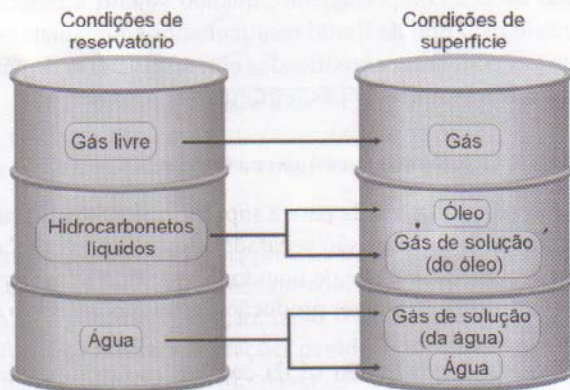 Condições de
reservatório
Condições de
superfície
Gás livre
Gás
Hidrocarbonetos
líquidos
Óleo
Gás de solução
(do óleo)
Água
Gás de solução
(da água)
Água